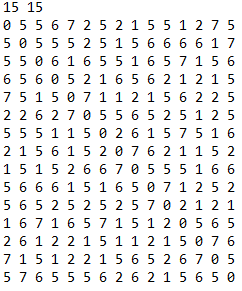 15 15
0 5 5 6 7 2 5 2 1 5 5 1 2 7 5
5 0 5 5 5 2 5 1 5 6 6 6 6 1 7
5 5 0 6 1 6 5 5 1 6 5 7 1 5 6
6 5 6 0 5 2 1 6 5 6 2 1 2 1 5
7 5 1 5 0 7 1 1 2 1 5 6 2 2 5
2 2 6 2 7 0 5 5 6 5 2 5 1 2 5
5 5 5 1 1 5 0 2 6 1 5 7 5 1 6
2 1 5 6 1 5 2 0 7 6 2 1 1 5 2
1 5 1 5 2 6 6 7 0 5 5 5 1 6 6
5 6 6 6 1 5 1 6 5 0 7 1 2 5 2
5 6 5 2 5 2 5 2 5 7 0 2 1 2 1
1 6 7 1 6 5 7 1 5 1 2 0 5 6 5
2 6 1 2 2 1 5 1 1 2 1 5 0 7 6
7 1 5 1 2 2 1 5 6 5 2 6 7 0 5
5 7 6 5 5 5 6 2 6 2 1 5 6 5 0